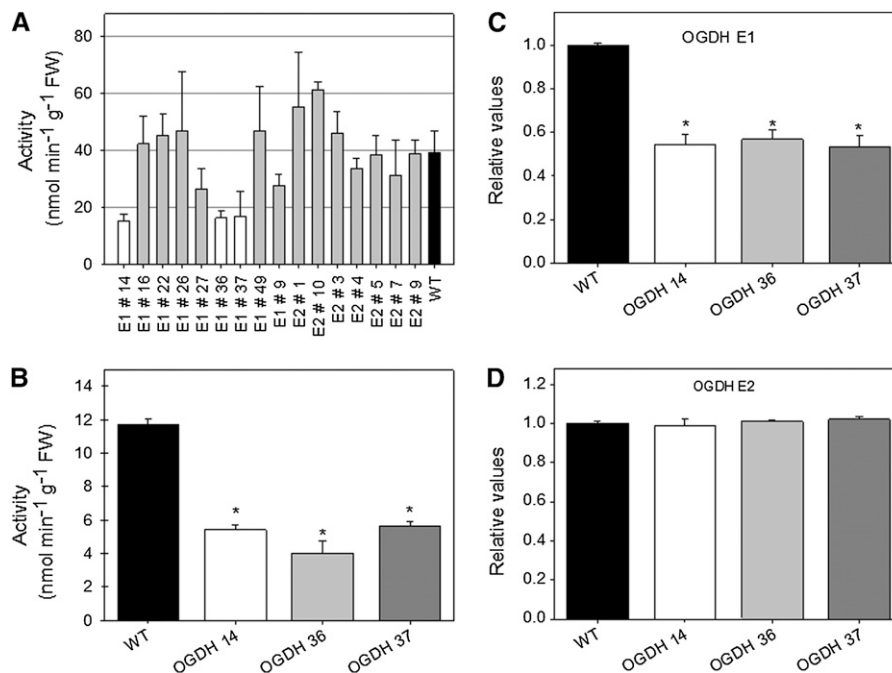 A
Activity
(nmol min⁻¹ g⁻¹ FW)
80
60
40
20
0
E1 # 14
E1 # 16
E1 # 22
E1 # 26
E1 # 27
E1 # 36
E1 # 37
E1 #49
E1 # 9
E2 # 1
E2 # 10
E2 # 3
E2 # 4
E2 # 5
E2 # 7
E2 # 9
WT
B
Activity
(nmol min⁻¹ g⁻¹ FW)
14
12
10
8
6
4
2
0
*
*
*
WT
OGDH 14
OGDH 36
OGDH 37
C
OGDH E1
Relative values
1.0
0.8
0.6
0.4
0.2
0.0
*
*
*
WT
OGDH 14
OGDH 36
OGDH 37
D
OGDH E2
Relative values
1.2
1.0
0.8
0.6
0.4
0.2
0.0
WT
OGDH 14
OGDH 36
OGDH 37